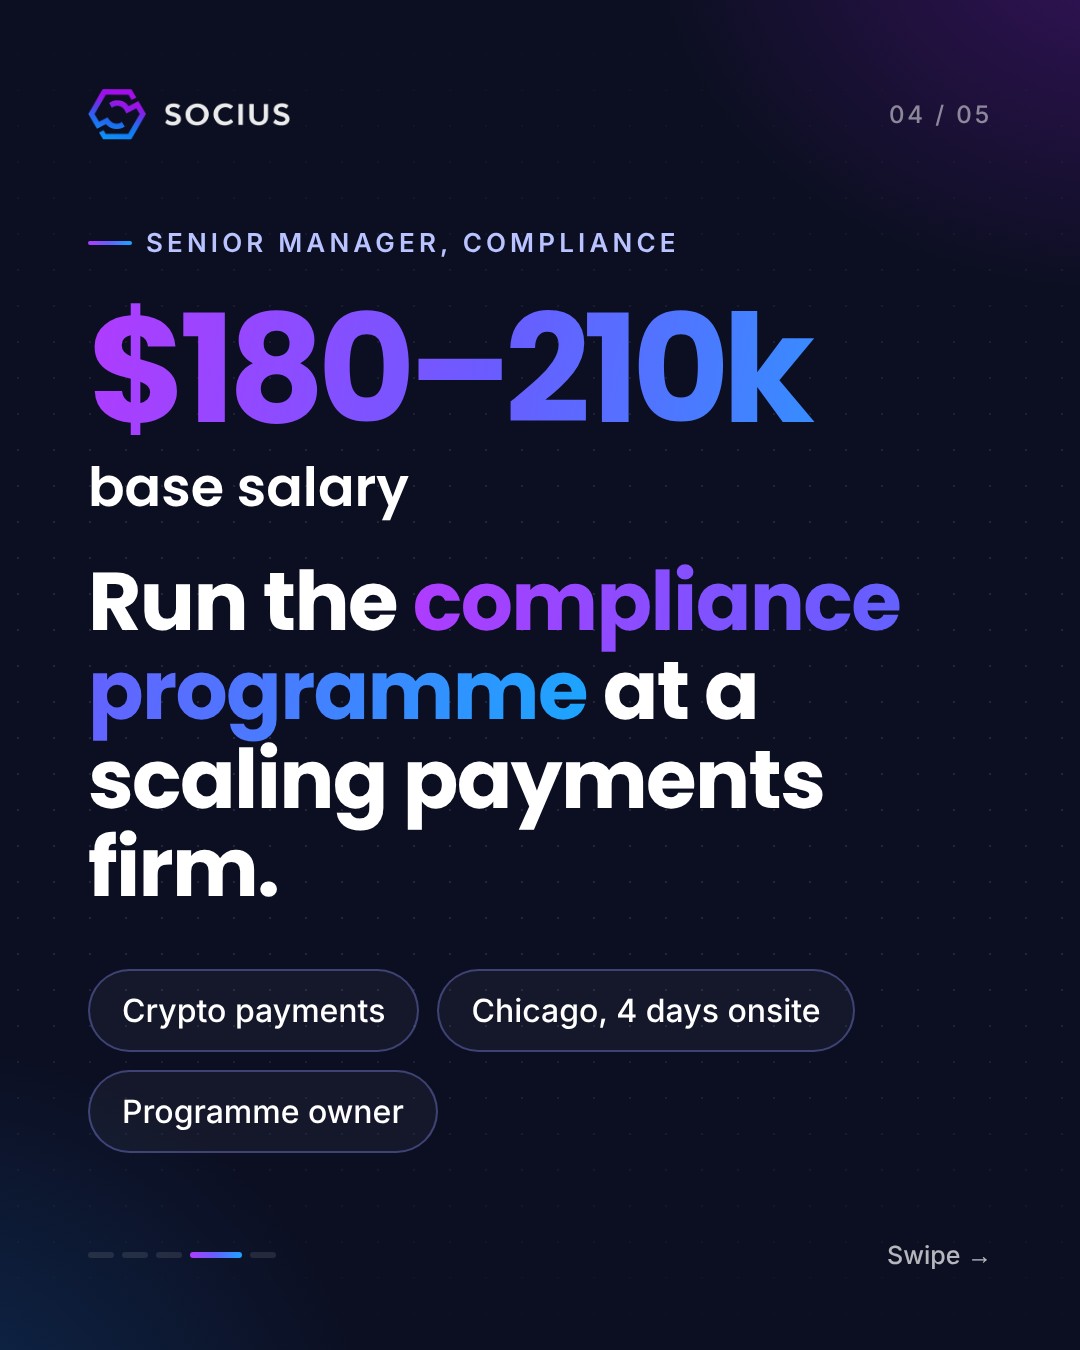 SOCIUS
04 / 05
SENIOR MANAGER, COMPLIANCE
$180–210k
base salary
Run the compliance
programme at a
scaling payments
firm.
Crypto payments
Chicago, 4 days onsite
Programme owner
Swipe →